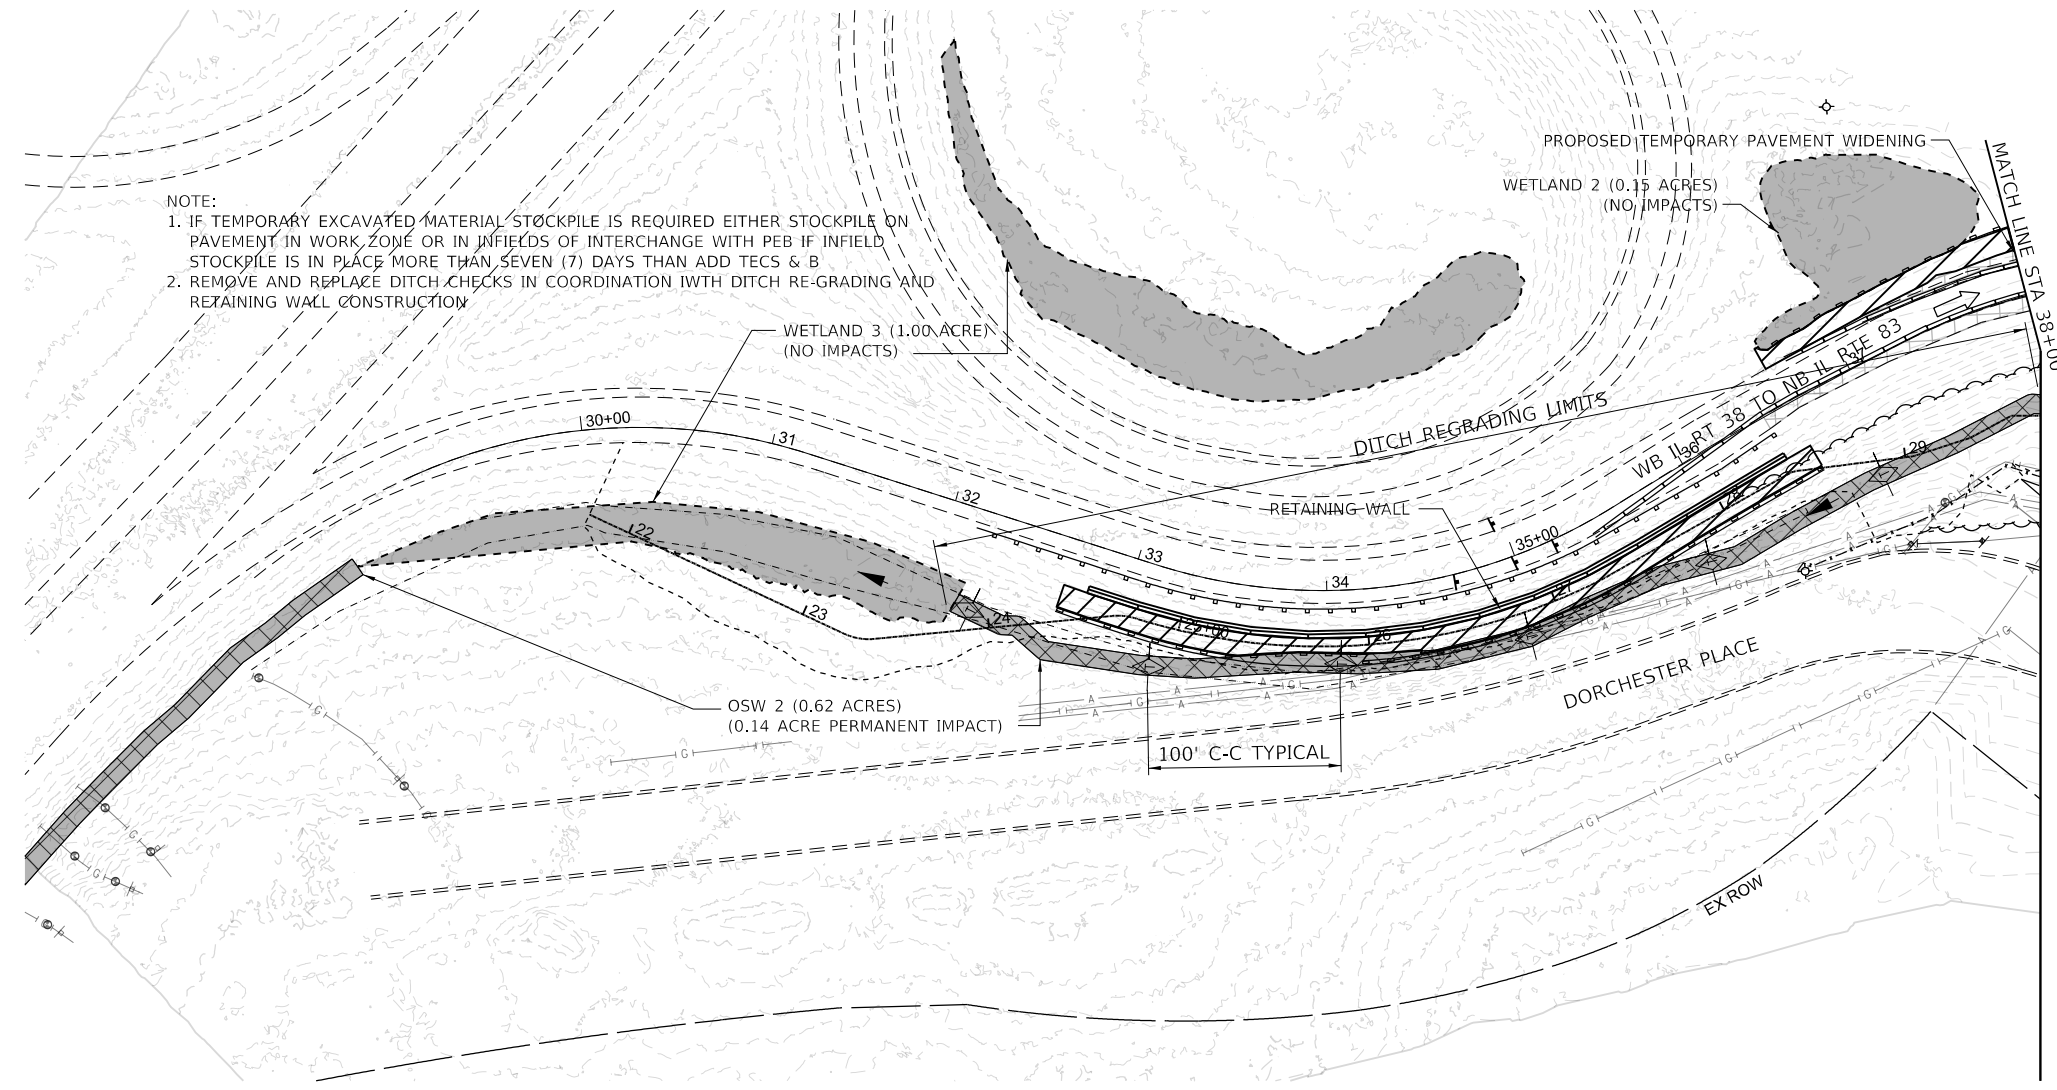 NOTE:
1. IF TEMPORARY EXCAVATED MATERIAL STOCKPILE IS REQUIRED EITHER STOCKPILE ON
PAVEMENT IN WORK ZONE OR IN INFIELDS OF INTERCHANGE WITH PEB IF INFIELD
STOCKPILE IS IN PLACE MORE THAN SEVEN (7) DAYS THAN ADD TECS & B
2. REMOVE AND REPLACE DITCH CHECKS IN COORDINATION IWTH DITCH RE-GRADING AND
RETAINING WALL CONSTRUCTION
PROPOSED TEMPORARY PAVEMENT WIDENING
WETLAND 2 (0.15 ACRES)
(NO IMPACTS)
MATCH LINE STA 38+00
WETLAND 3 (1.00 ACRE)
(NO IMPACTS)
DITCH REGRADING LIMITS
WB IL RT 38 TO NB IL RTE 83
RETAINING WALL
30+00
31
32
33
34
35+00
36
37
22
23
24
25+00
26
27
28
29
OSW 2 (0.62 ACRES)
(0.14 ACRE PERMANENT IMPACT)
100' C-C TYPICAL
DORCHESTER PLACE
EX ROW